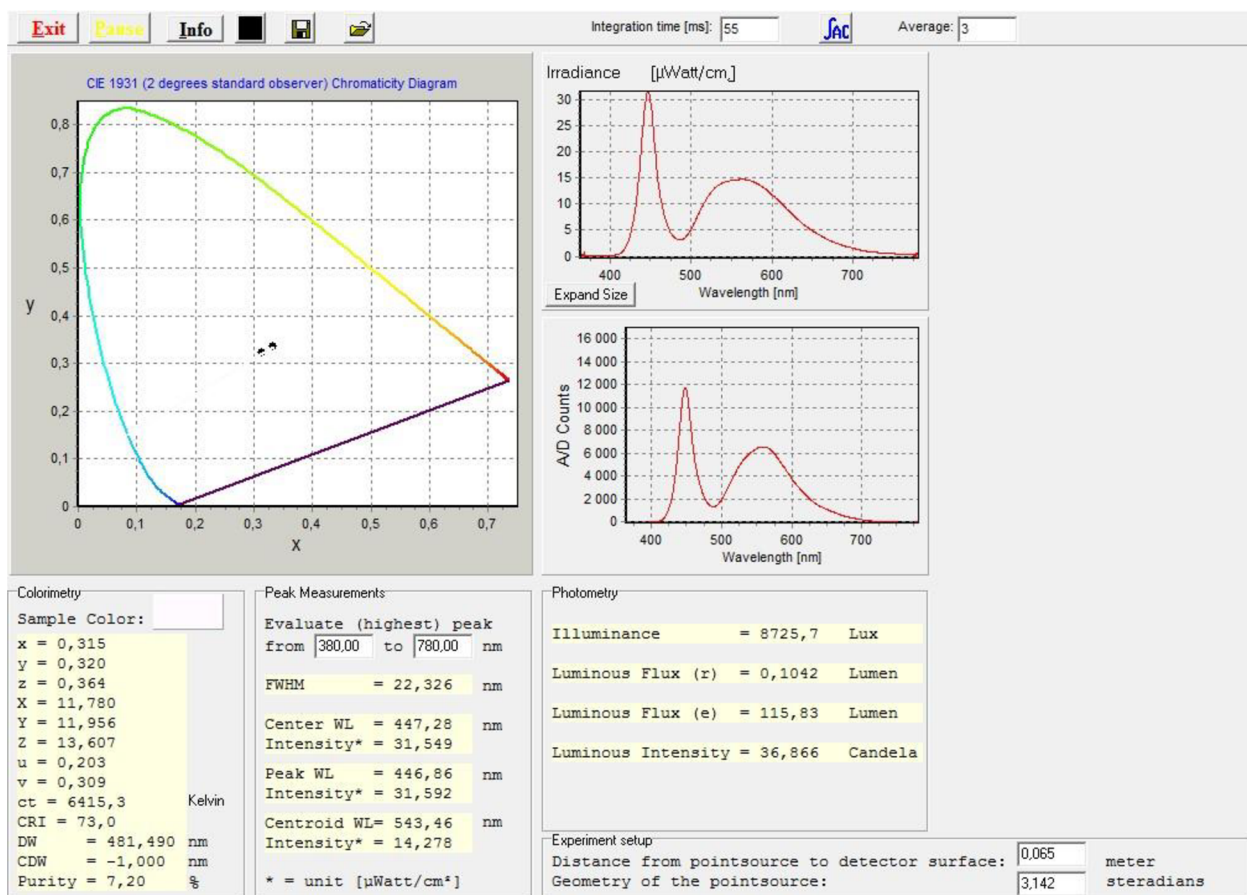 Exit Pause Info Integration time [ms]: 55 SAC Average: 3
CIE 1931 (2 degrees standard observer) Chromaticity Diagram
0,8
0,7
0,6
0,5
0,4
0,3
0,2
0,1
0
y
0 0,1 0,2 0,3 0,4 0,5 0,6 0,7
X
Irradiance [µWatt/cm,]
30
25
20
15
10
5
0
400 500 600 700
Expand Size Wavelength [nm]
16 000
14 000
12 000
10 000
8 000
6 000
4 000
2 000
0
A/D Counts
400 500 600 700
Wavelength [nm]
Colorimetry
Sample Color:
x = 0,315
y = 0,320
z = 0,364
X = 11,780
Y = 11,956
Z = 13,607
u = 0,203
v = 0,309
ct = 6415,3 Kelvin
CRI = 73,0
DW = 481,490 nm
CDW = -1,000 nm
Purity = 7,20 %
Peak Measurements
Evaluate (highest) peak
from 380,00 to 780,00 nm
FWHM = 22,326 nm
Center WL = 447,28 nm
Intensity* = 31,549
Peak WL = 446,86 nm
Intensity* = 31,592
Centroid WL= 543,46 nm
Intensity* = 14,278
* = unit [µWatt/cm²]
Photometry
Illuminance = 8725,7 Lux
Luminous Flux (r) = 0,1042 Lumen
Luminous Flux (e) = 115,83 Lumen
Luminous Intensity = 36,866 Candela
Experiment setup
Distance from pointsource to detector surface: 0,065 meter
Geometry of the pointsource: 3,142 steradians